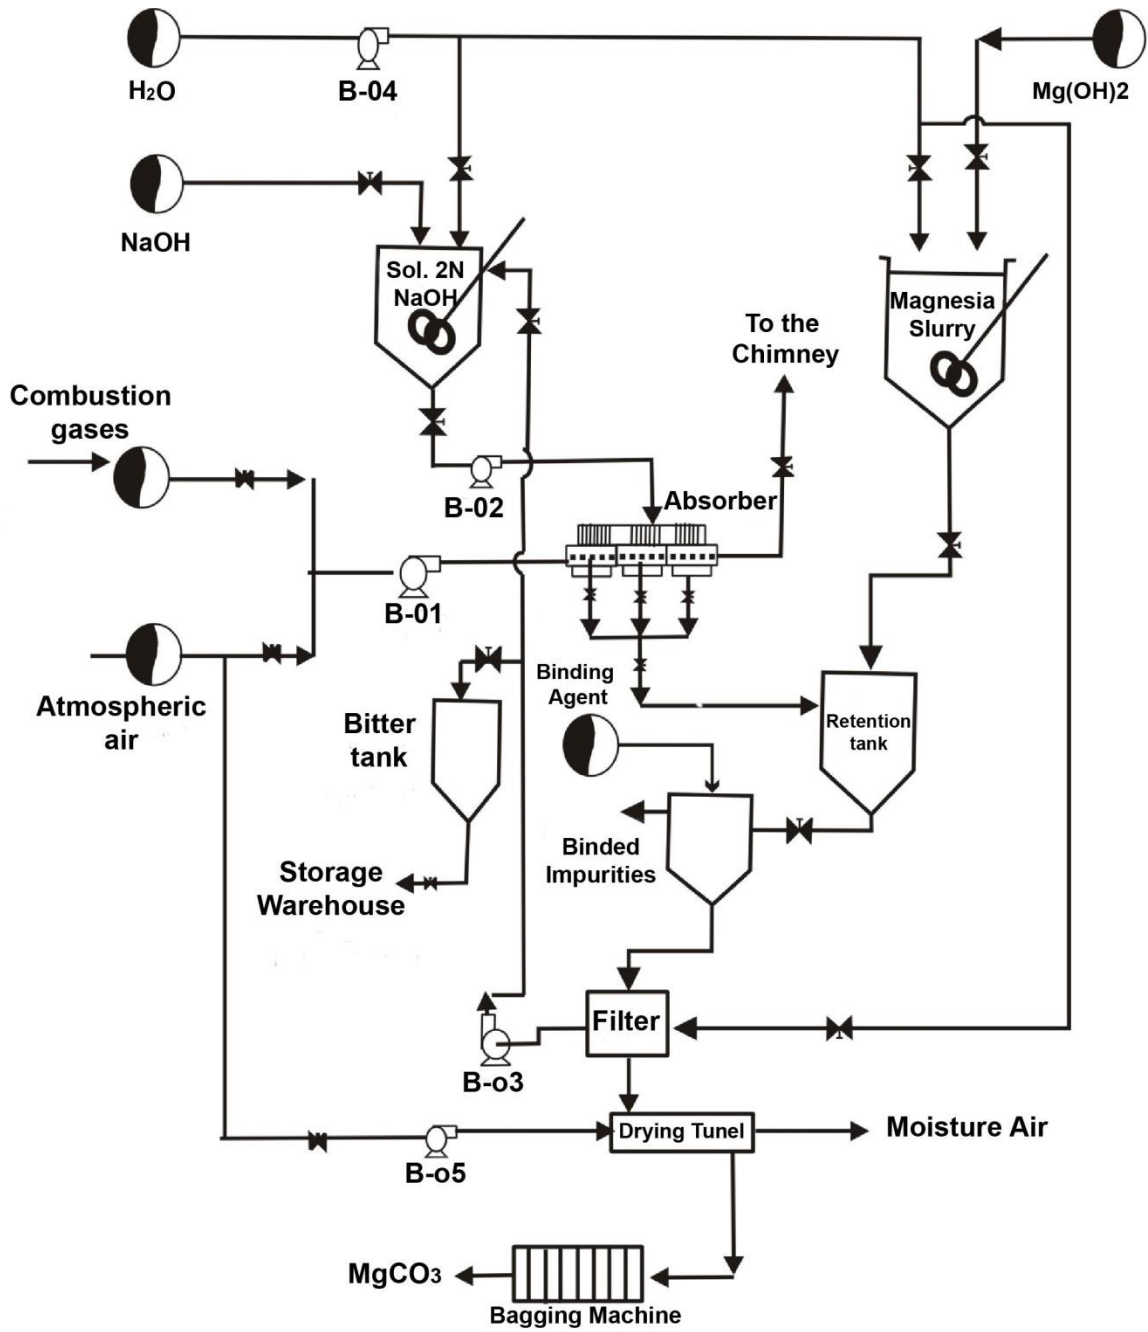 H₂O
B-04
Mg(OH)2
NaOH
Sol. 2N
NaOH
Magnesia
Slurry
To the
Chimney
Combustion
gases
B-02
Absorber
B-01
Atmospheric
air
Binding
Agent
Bitter
tank
Retention
tank
Binded
Impurities
Storage
Warehouse
Filter
B-o3
Drying Tunel
Moisture Air
B-o5
MgCO₃
Bagging Machine